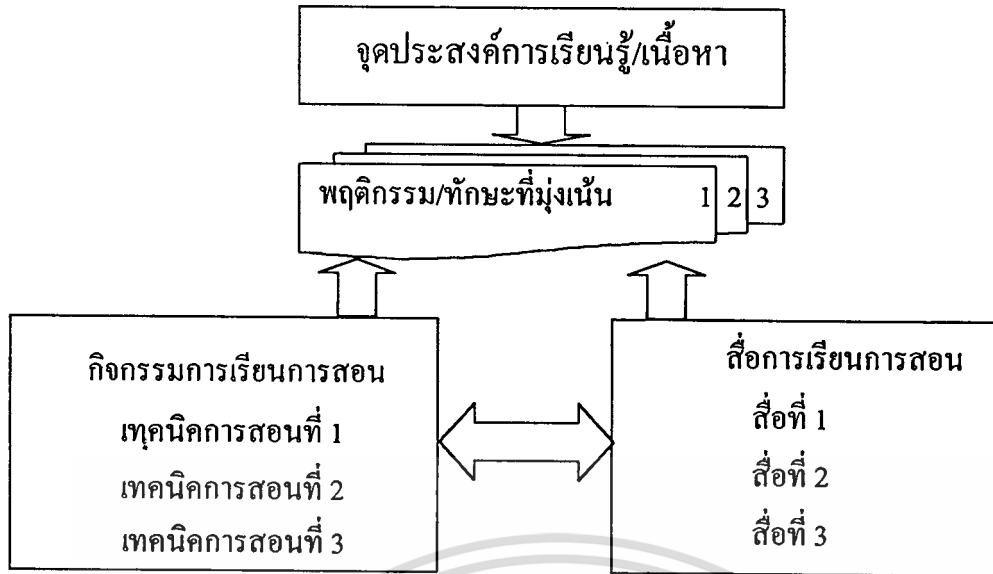 จุดประสงค์การเรียนรู้/เนื้อหา
พฤติกรรม/ทักษะที่มุ่งเน้น 1 2 3
กิจกรรมการเรียนการสอน
เทคนิคการสอนที่ 1
เทคนิคการสอนที่ 2
เทคนิคการสอนที่ 3
สื่อการเรียนการสอน
สื่อที่ 1
สื่อที่ 2
สื่อที่ 3